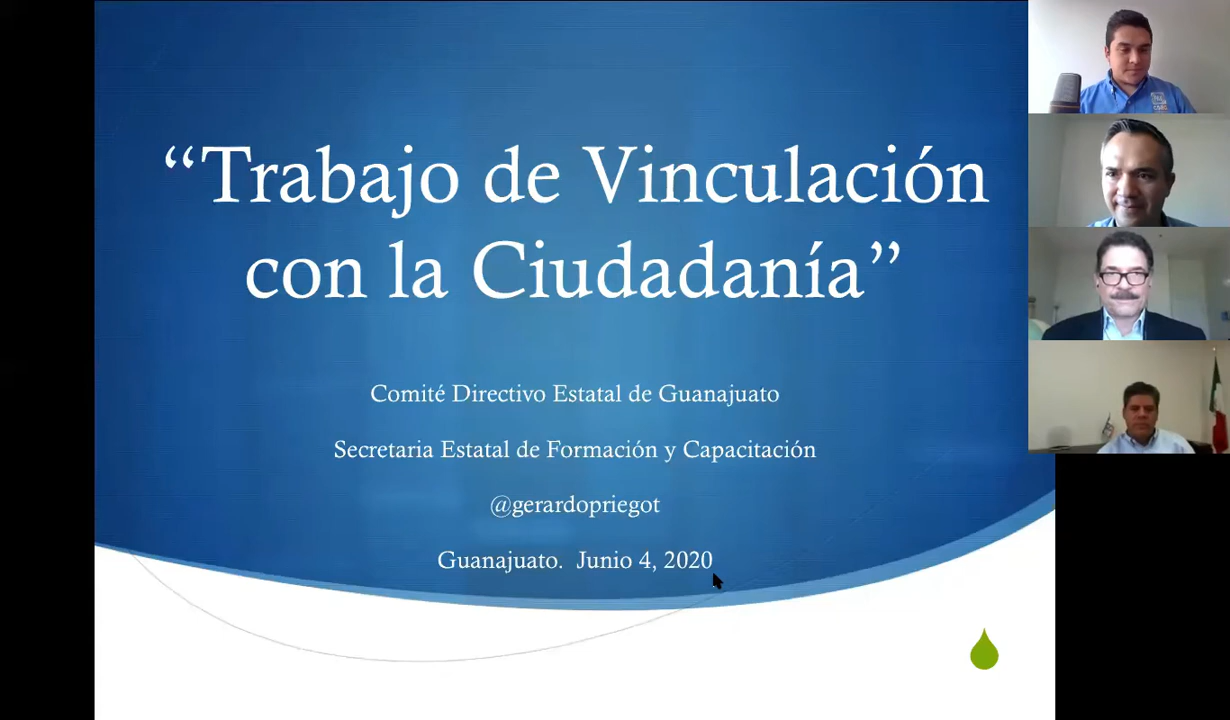 “Trabajo de Vinculación
con la Ciudadanía”
Comité Directivo Estatal de Guanajuato
Secretaria Estatal de Formación y Capacitación
@gerardopriegot
Guanajuato.  Junio 4, 2020